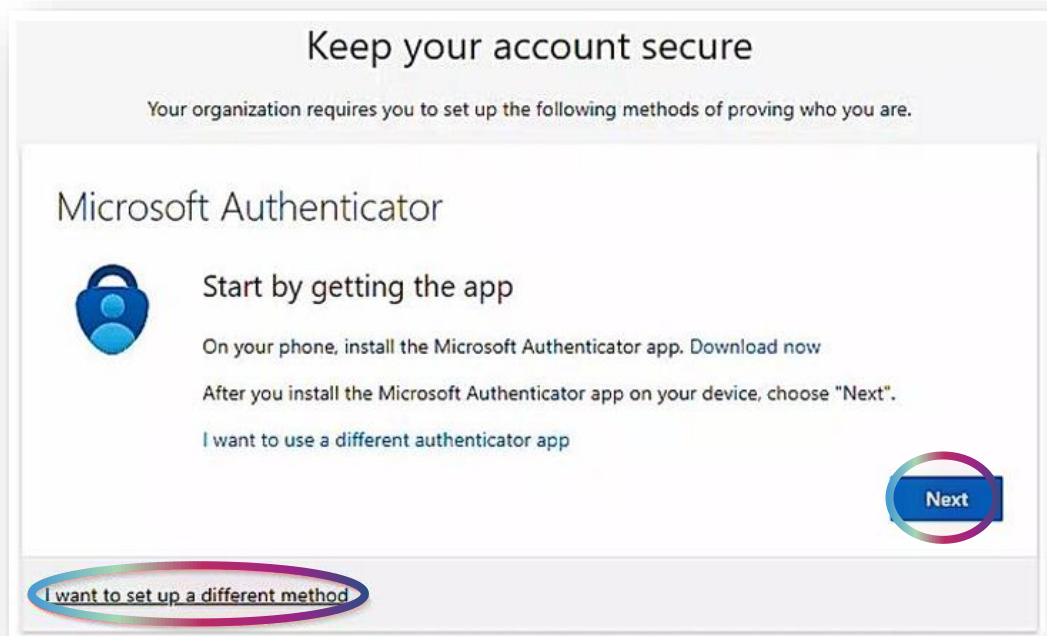 Keep your account secure
Your organization requires you to set up the following methods of proving who you are.
Microsoft Authenticator
Start by getting the app
On your phone, install the Microsoft Authenticator app. Download now
After you install the Microsoft Authenticator app on your device, choose "Next".
I want to use a different authenticator app
Next
I want to set up a different method